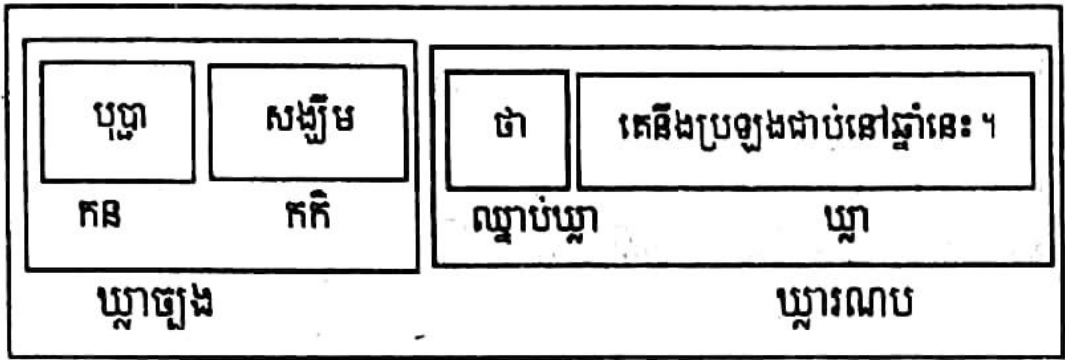 បុប្ផា សង្ឃឹម ថា គេនឹងប្រឡងជាប់នៅឆ្នាំនេះ ។
កន កកិ ឈ្នាប់ឃ្លា ឃ្លា
ឃ្លាច្បង ឃ្លារណប